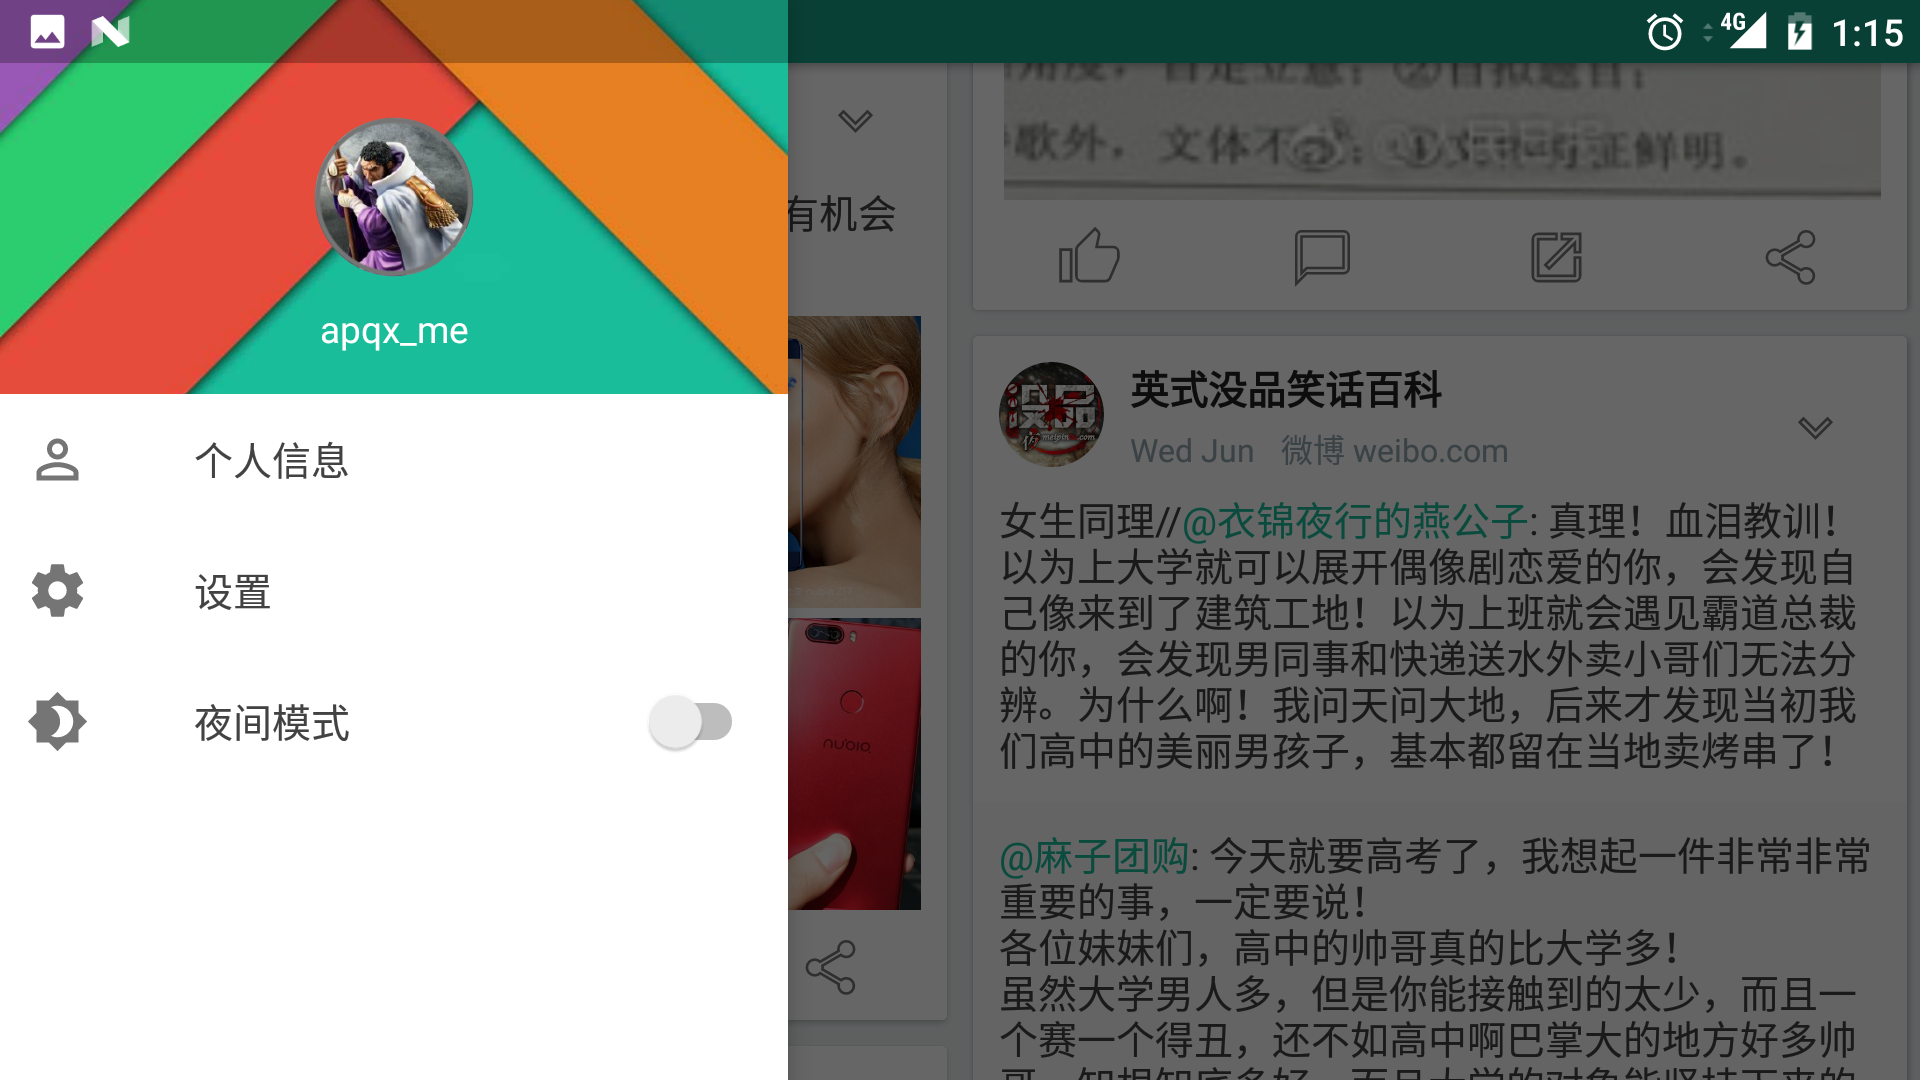 4G
1:15
apqx_me
个人信息
设置
夜间模式
有机会
nubia
歌外，文体不
鲜明。
英式没品笑话百科
Wed Jun 微博 weibo.com
女生同理//@衣锦夜行的燕公子: 真理！血泪教训！
以为上大学就可以展开偶像剧恋爱的你，会发现自
己像来到了建筑工地！以为上班就会遇见霸道总裁
的你，会发现男同事和快递送水外卖小哥们无法分
辨。为什么啊！我问天问大地，后来才发现当初我
们高中的美丽男孩子，基本都留在当地卖烤串了！
@麻子团购: 今天就要高考了，我想起一件非常非常
重要的事，一定要说！
各位妹妹们，高中的帅哥真的比大学多！
虽然大学男人多，但是你能接触到的太少，而且一
个赛一个得丑，还不如高中啊巴掌大的地方好多帅